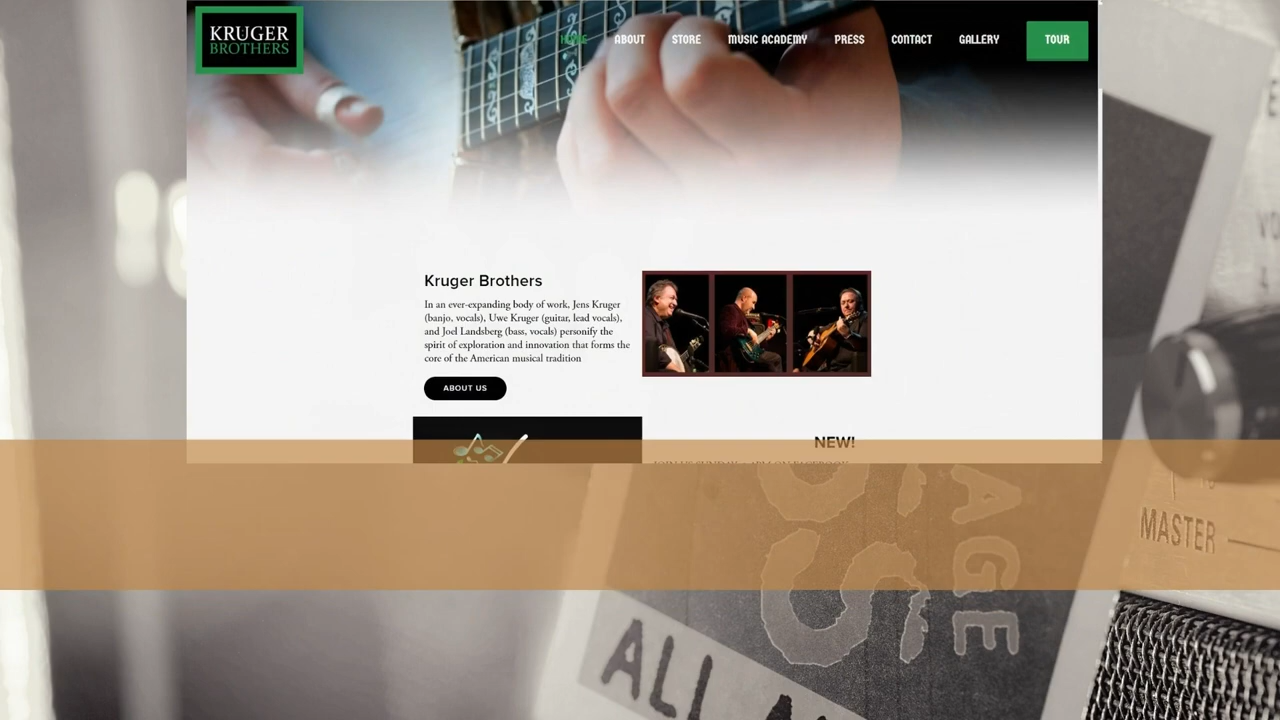 KRUGER
BROTHERS
HOME ABOUT STORE MUSIC ACADEMY PRESS CONTACT GALLERY TOUR
Kruger Brothers
In an ever-expanding body of work, Jens Kruger
(banjo, vocals), Uwe Kruger (guitar, lead vocals),
and Joel Landsberg (bass, vocals) personify the
spirit of exploration and innovation that forms the
core of the American musical tradition
ABOUT US
NEW!
AGE
MASTER
ALL